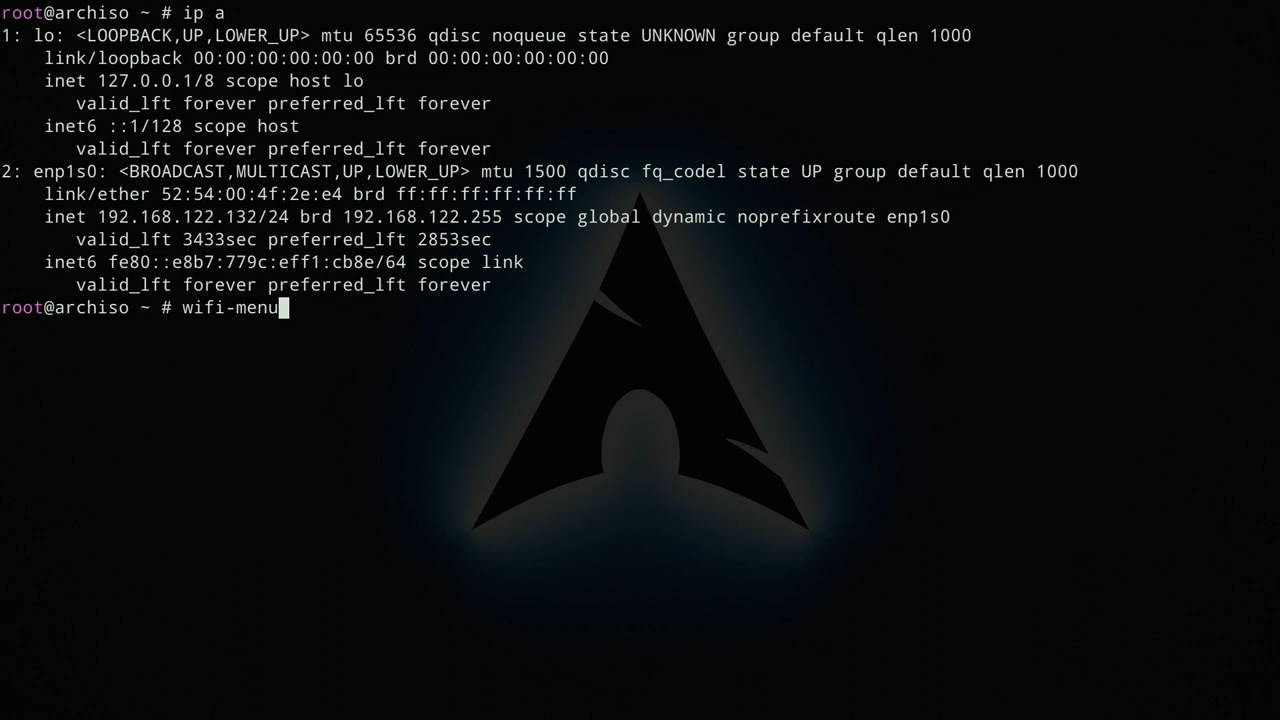 root@archiso ~ # ip a
1: lo: <LOOPBACK,UP,LOWER_UP> mtu 65536 qdisc noqueue state UNKNOWN group default qlen 1000
    link/loopback 00:00:00:00:00:00 brd 00:00:00:00:00:00
    inet 127.0.0.1/8 scope host lo
       valid_lft forever preferred_lft forever
    inet6 ::1/128 scope host
       valid_lft forever preferred_lft forever
2: enp1s0: <BROADCAST,MULTICAST,UP,LOWER_UP> mtu 1500 qdisc fq_codel state UP group default qlen 1000
    link/ether 52:54:00:4f:2e:e4 brd ff:ff:ff:ff:ff:ff
    inet 192.168.122.132/24 brd 192.168.122.255 scope global dynamic noprefixroute enp1s0
       valid_lft 3433sec preferred_lft 2853sec
    inet6 fe80::e8b7:779c:eff1:cb8e/64 scope link
       valid_lft forever preferred_lft forever
root@archiso ~ # wifi-menu